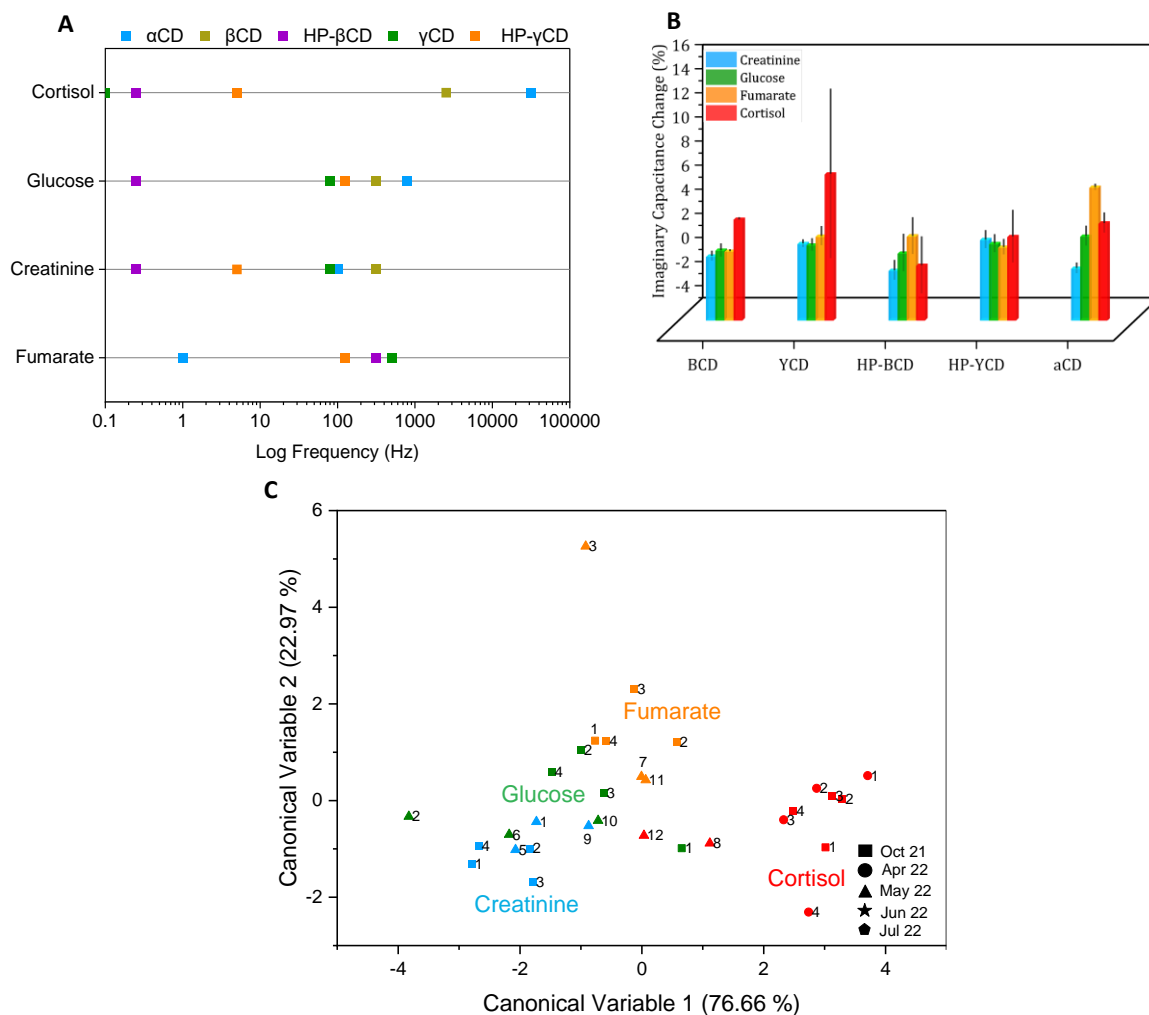 A
αCD βCD HP-βCD γCD HP-γCD
Cortisol
Glucose
Creatinine
Fumarate
0.1 1 10 100 1000 10000 100000
Log Frequency (Hz)
B
Imaginary Capacitance Change (%)
16
14
12
10
8
6
4
2
0
-2
-4
Creatinine
Glucose
Fumarate
Cortisol
BCD YCD HP-BCD HP-YCD aCD
C
Canonical Variable 2 (22.97 %)
6
4
2
0
-2
3
3
Fumarate
1
4
2
2
4
7
11
Glucose
3
1
2
3
2
4
3
2
1
6
10
9
12
8
1
1
4
5
2
1
3
Creatinine
Cortisol
4
Oct 21
Apr 22
May 22
Jun 22
Jul 22
-4 -2 0 2 4
Canonical Variable 1 (76.66 %)